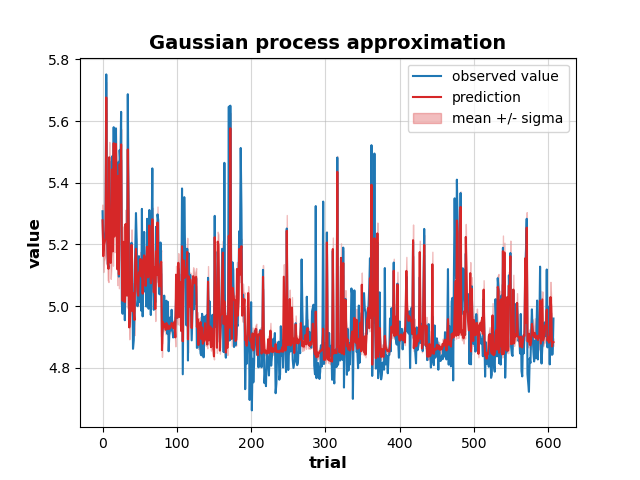 Gaussian process approximation
observed value
prediction
mean +/- sigma
5.8
5.6
5.4
5.2
5.0
4.8
value
0 100 200 300 400 500 600
trial